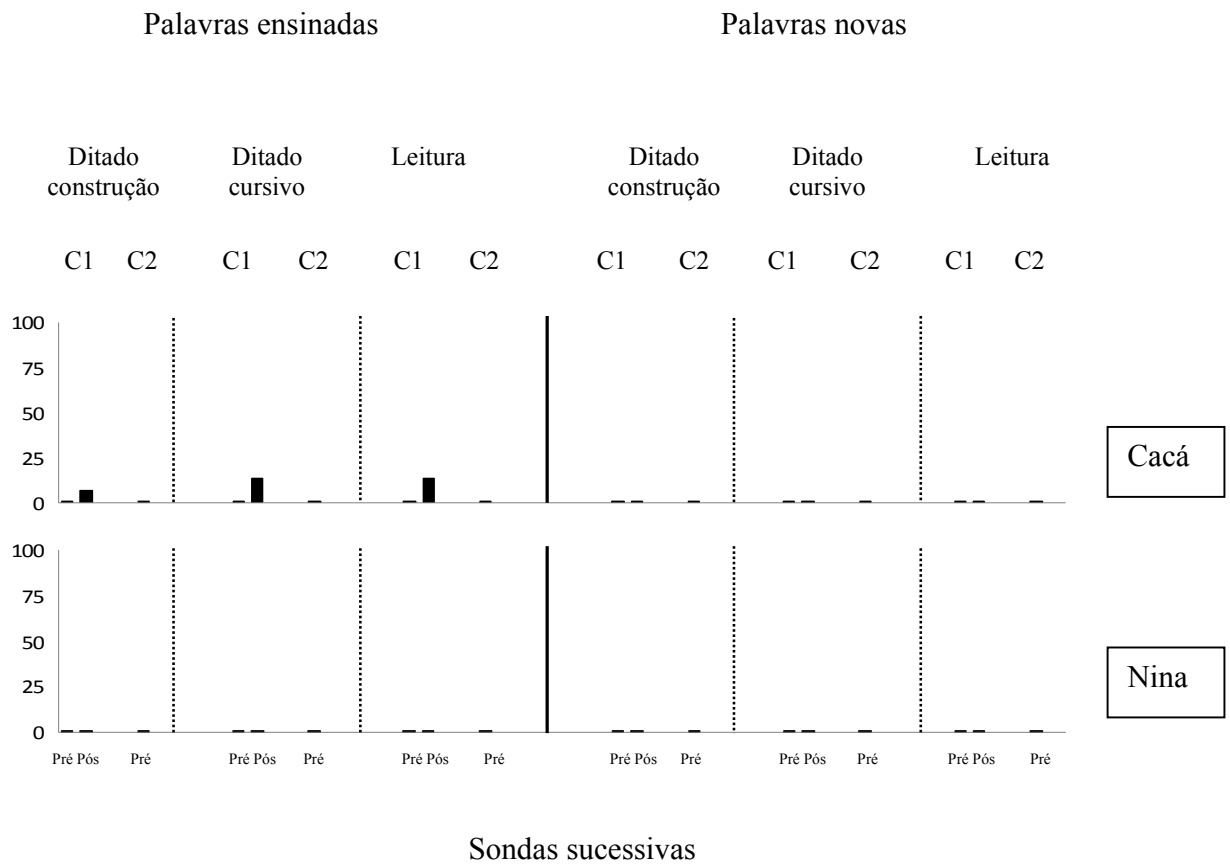 Palavras ensinadas Palavras novas
Ditado Ditado Leitura Ditado Ditado Leitura
construção cursivo construção cursivo
C1 C2 C1 C2 C1 C2 C1 C2 C1 C2 C1 C2
100
75
50
25
0
Cacá
100
75
50
25
0
Nina
Pré Pós Pré Pré Pós Pré Pré Pós Pré Pré Pós Pré Pré Pós Pré Pré Pós Pré
Sondas sucessivas